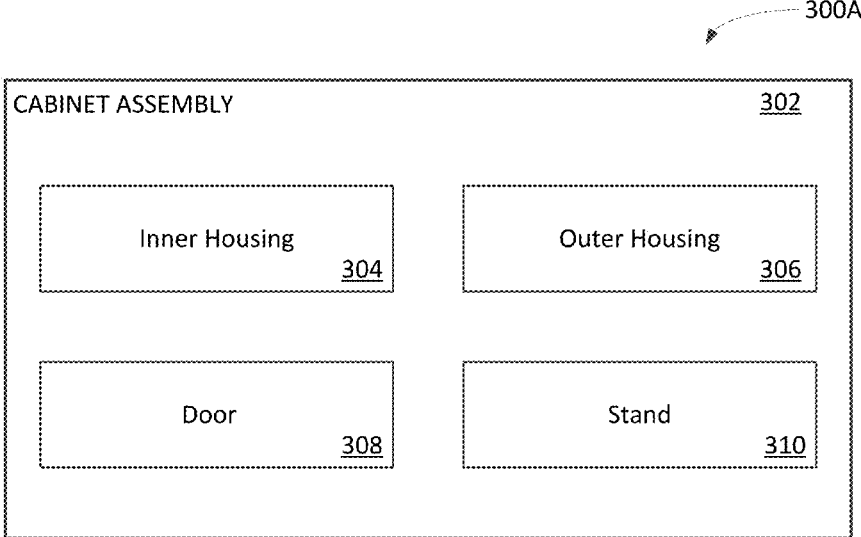 300A
CABINET ASSEMBLY 302
Inner Housing
304
Outer Housing
306
Door
308
Stand
310